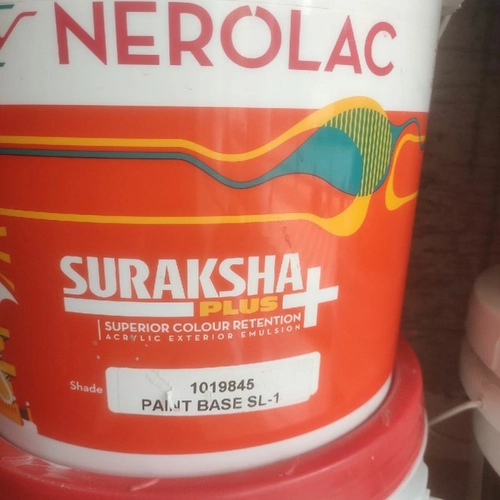 NEROLAC
SURAKSHA
PLUS +
SUPERIOR COLOUR RETENTION
ACRYLIC EXTERIOR EMULSION
Shade
1019845
PAINT BASE SL-1